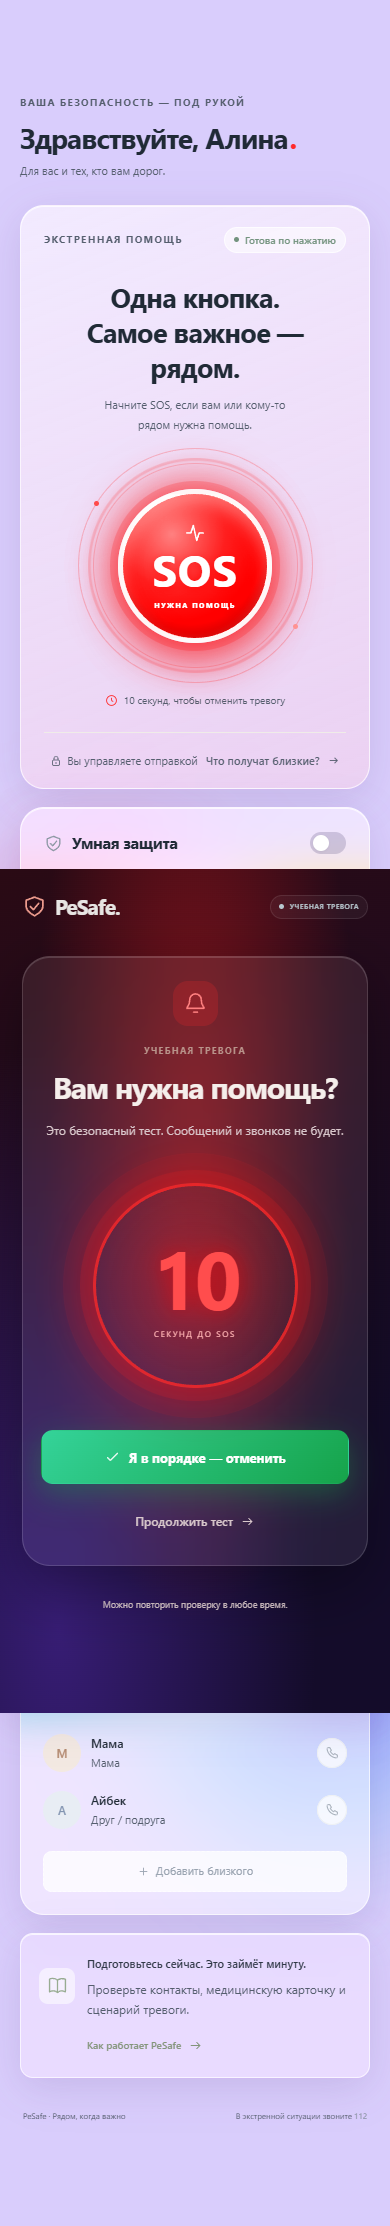 ВАША БЕЗОПАСНОСТЬ — ПОД РУКОЙ
Здравствуйте, Алина.
Для вас и тех, кто вам дорог.
ЭКСТРЕННАЯ ПОМОЩЬ
Готова по нажатию
Одна кнопка.
Самое важное —
рядом.
Начните SOS, если вам или кому-то
рядом нужна помощь.
SOS
НУЖНА ПОМОЩЬ
10 секунд, чтобы отменить тревогу
Вы управляете отправкой
Что получат близкие? →
Умная защита
PeSafe.
УЧЕБНАЯ ТРЕВОГА
УЧЕБНАЯ ТРЕВОГА
Вам нужна помощь?
Это безопасный тест. Сообщений и звонков не будет.
10
СЕКУНД ДО SOS
Я в порядке — отменить
Продолжить тест →
Можно повторить проверку в любое время.
М
Мама
Мама
А
Айбек
Друг / подруга
+ Добавить близкого
Подготовьтесь сейчас. Это займёт минуту.
Проверьте контакты, медицинскую карточку и
сценарий тревоги.
Как работает PeSafe →
PeSafe · Рядом, когда важно
В экстренной ситуации звоните 112